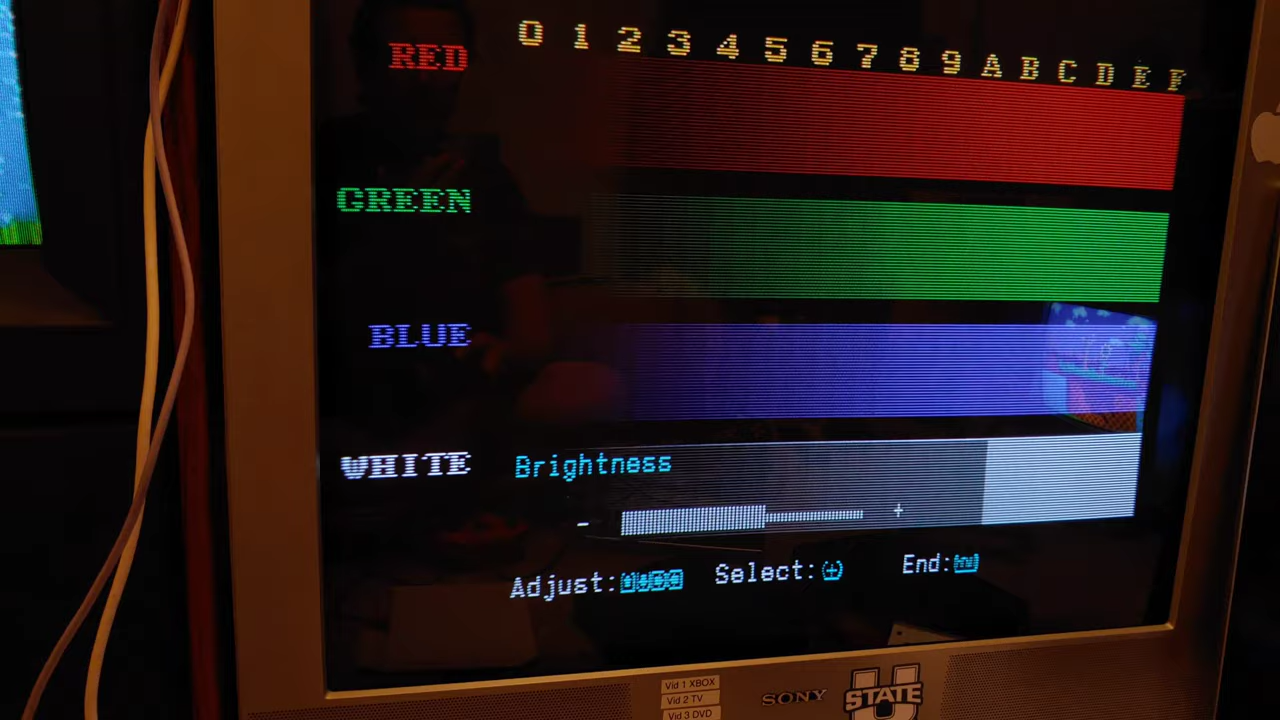 0 1 2 3 4 5 6 7 8 9 A B C D E F
RED
GREEN
BLUE
WHITE Brightness
- +
Adjust: Select: End:
Vid 1 XBOX
Vid 2 TV
Vid 3 DVD
SONY
U STATE